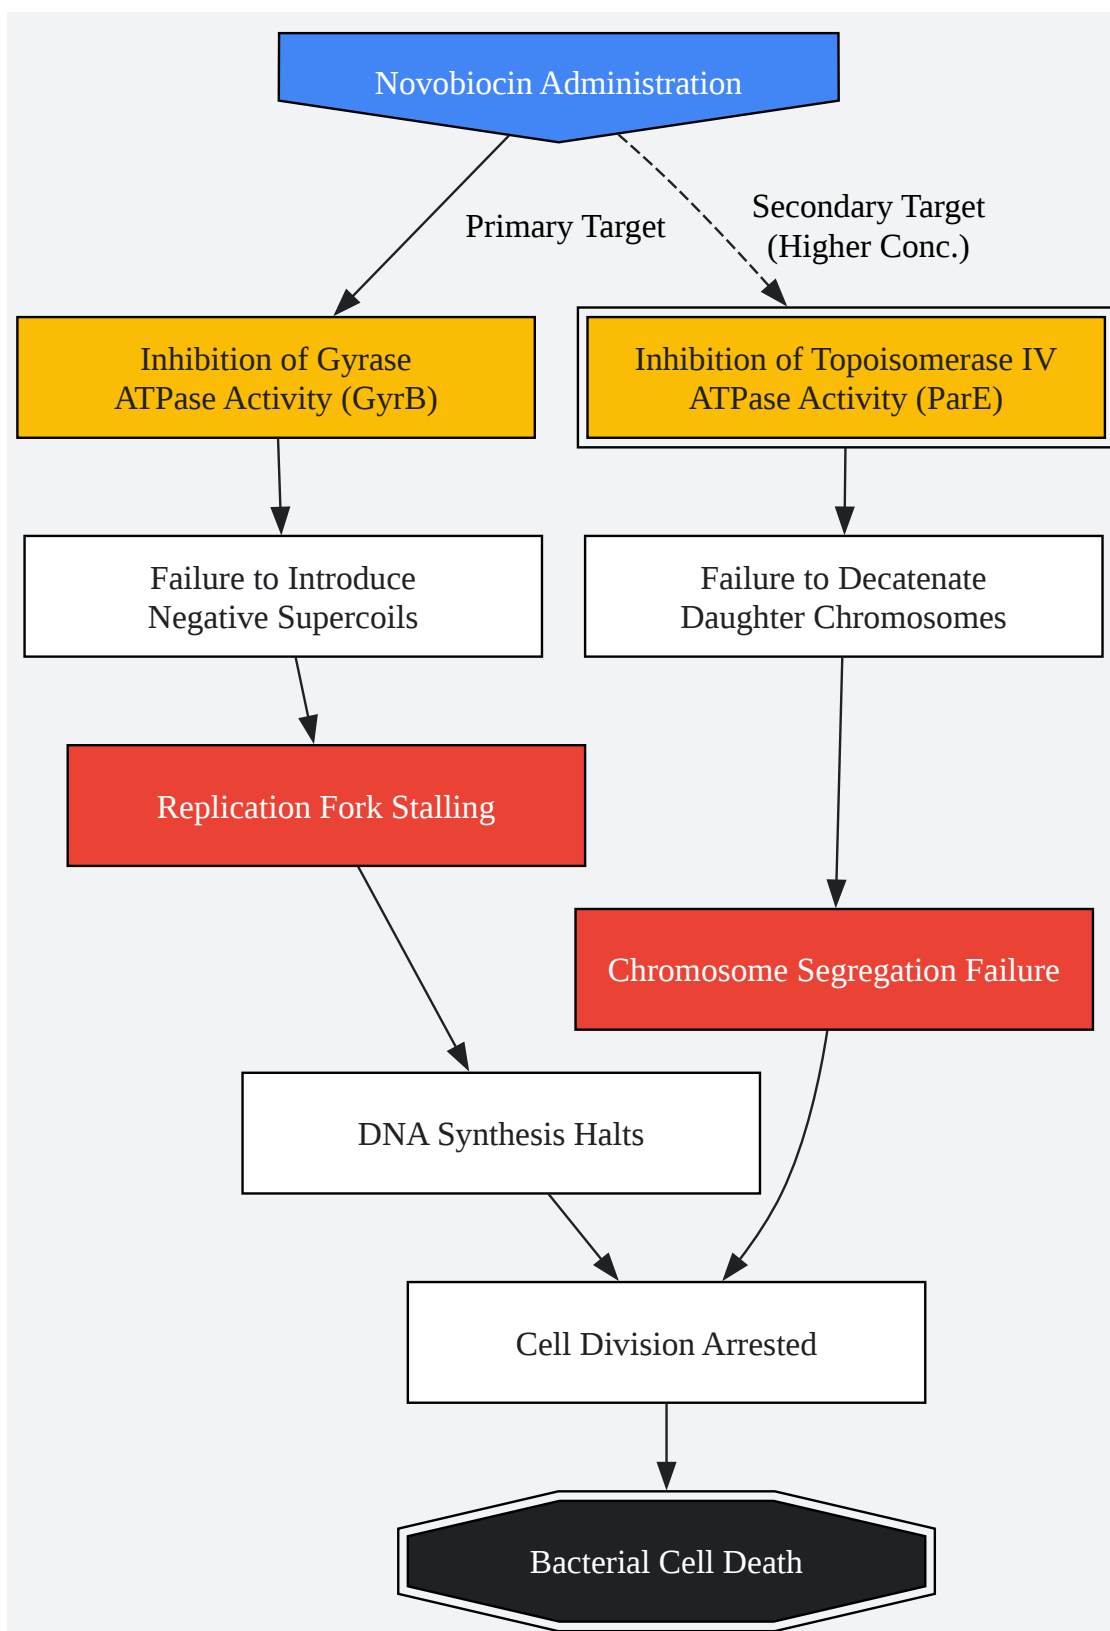 Novobiocin Administration
Primary Target
Secondary Target
(Higher Conc.)
Inhibition of Gyrase
ATPase Activity (GyrB)
Inhibition of Topoisomerase IV
ATPase Activity (ParE)
Failure to Introduce
Negative Supercoils
Failure to Decatenate
Daughter Chromosomes
Replication Fork Stalling
Chromosome Segregation Failure
DNA Synthesis Halts
Cell Division Arrested
Bacterial Cell Death